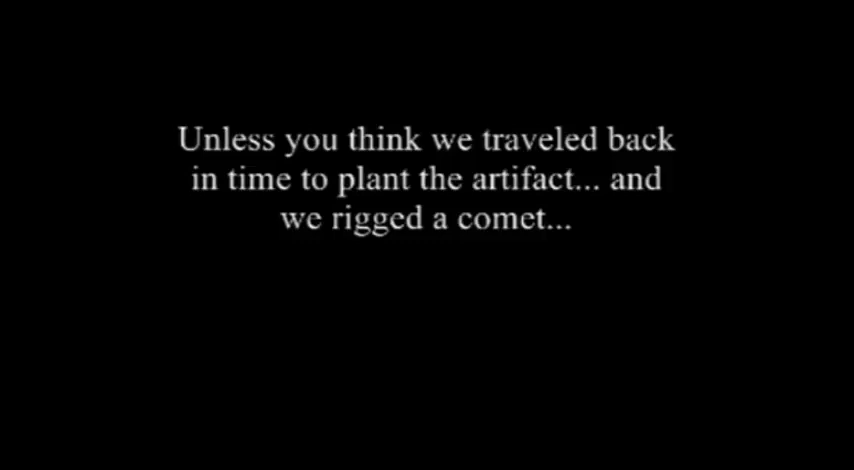 Unless you think we traveled back
in time to plant the artifact... and
we rigged a comet...